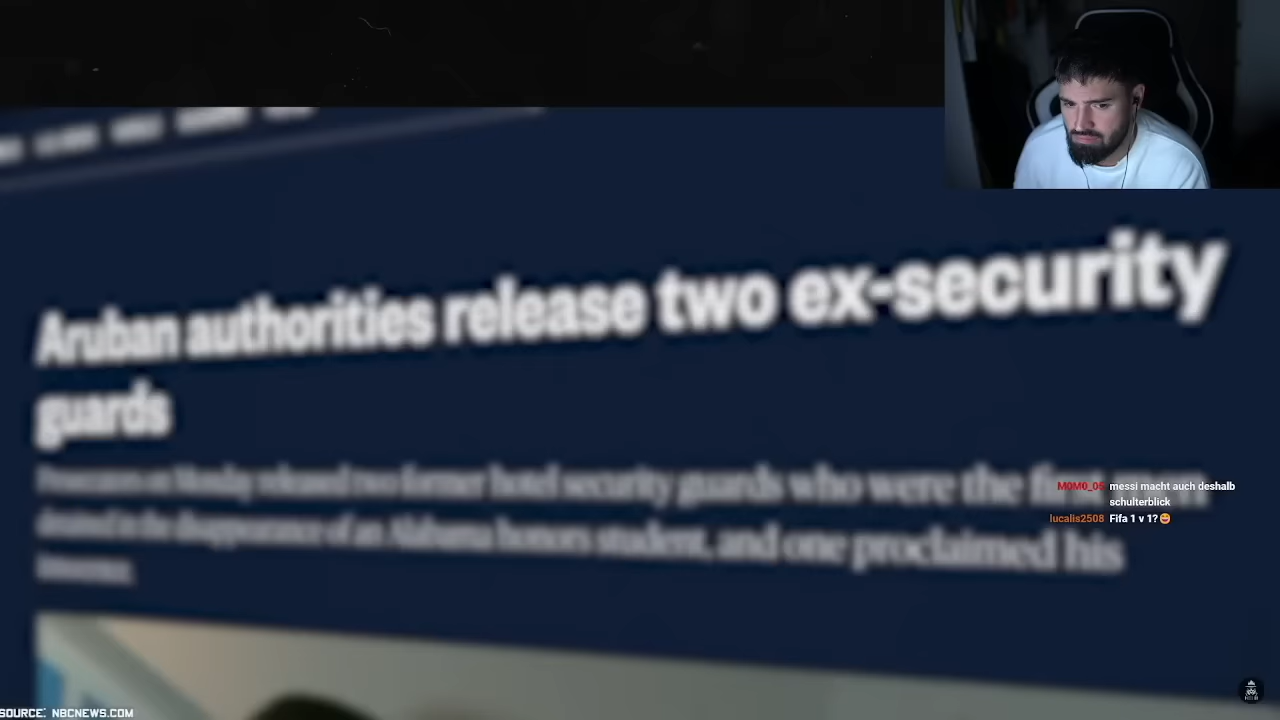 Aruban authorities release two ex-security
guards
Prosecutors on Monday released two former hotel security guards who were the first
detained in the disappearance of an Alabama honors student, and one proclaimed his
innocence.
M0M0_05 messi macht auch deshalb
schulterblick
lucalis2508 Fifa 1 v 1?😄
SOURCE: NBCNEWS.COM